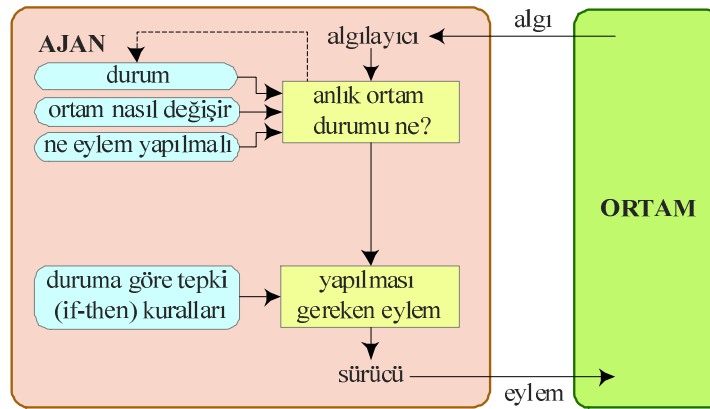 AJAN
algılayıcı
algı
durum
ortam nasıl değişir
ne eylem yapılmalı
anlık ortam
durumu ne?
ORTAM
duruma göre tepki
(if-then) kuralları
yapılması
gereken eylem
sürücü
eylem